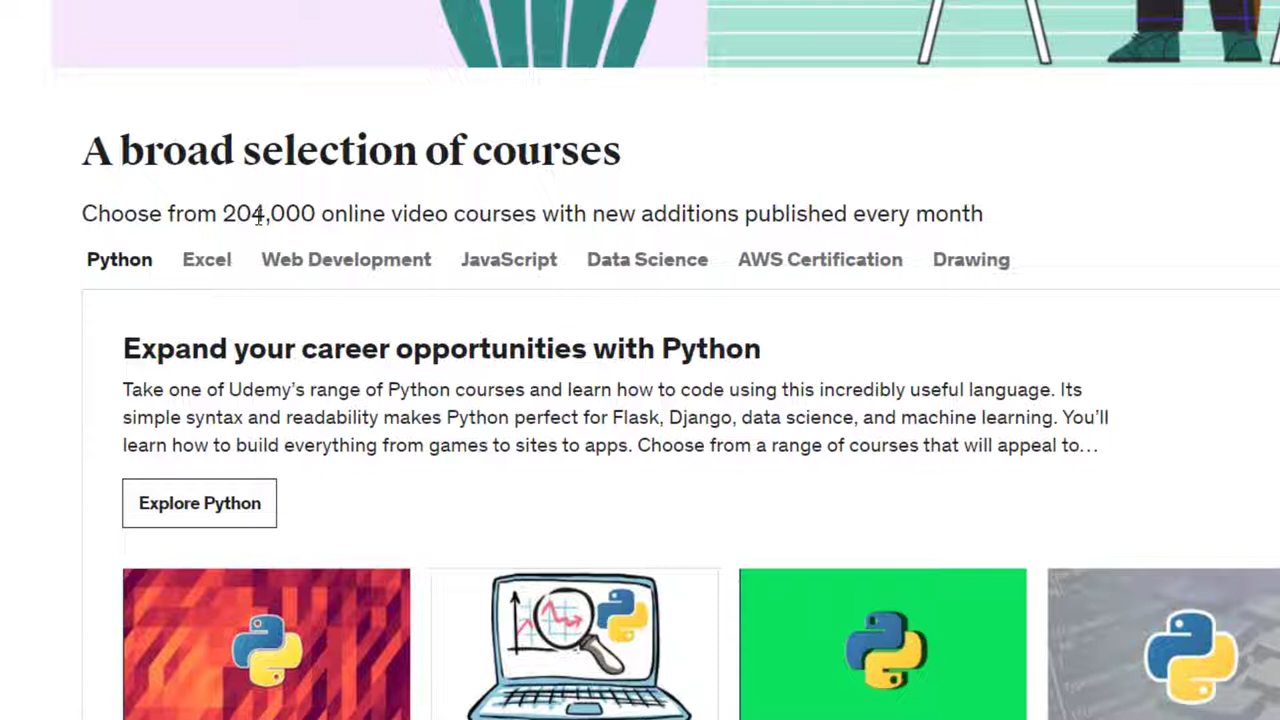 A broad selection of courses
Choose from 204,000 online video courses with new additions published every month
Python Excel Web Development JavaScript Data Science AWS Certification Drawing
Expand your career opportunities with Python
Take one of Udemy’s range of Python courses and learn how to code using this incredibly useful language. Its
simple syntax and readability makes Python perfect for Flask, Django, data science, and machine learning. You’ll
learn how to build everything from games to sites to apps. Choose from a range of courses that will appeal to…
Explore Python